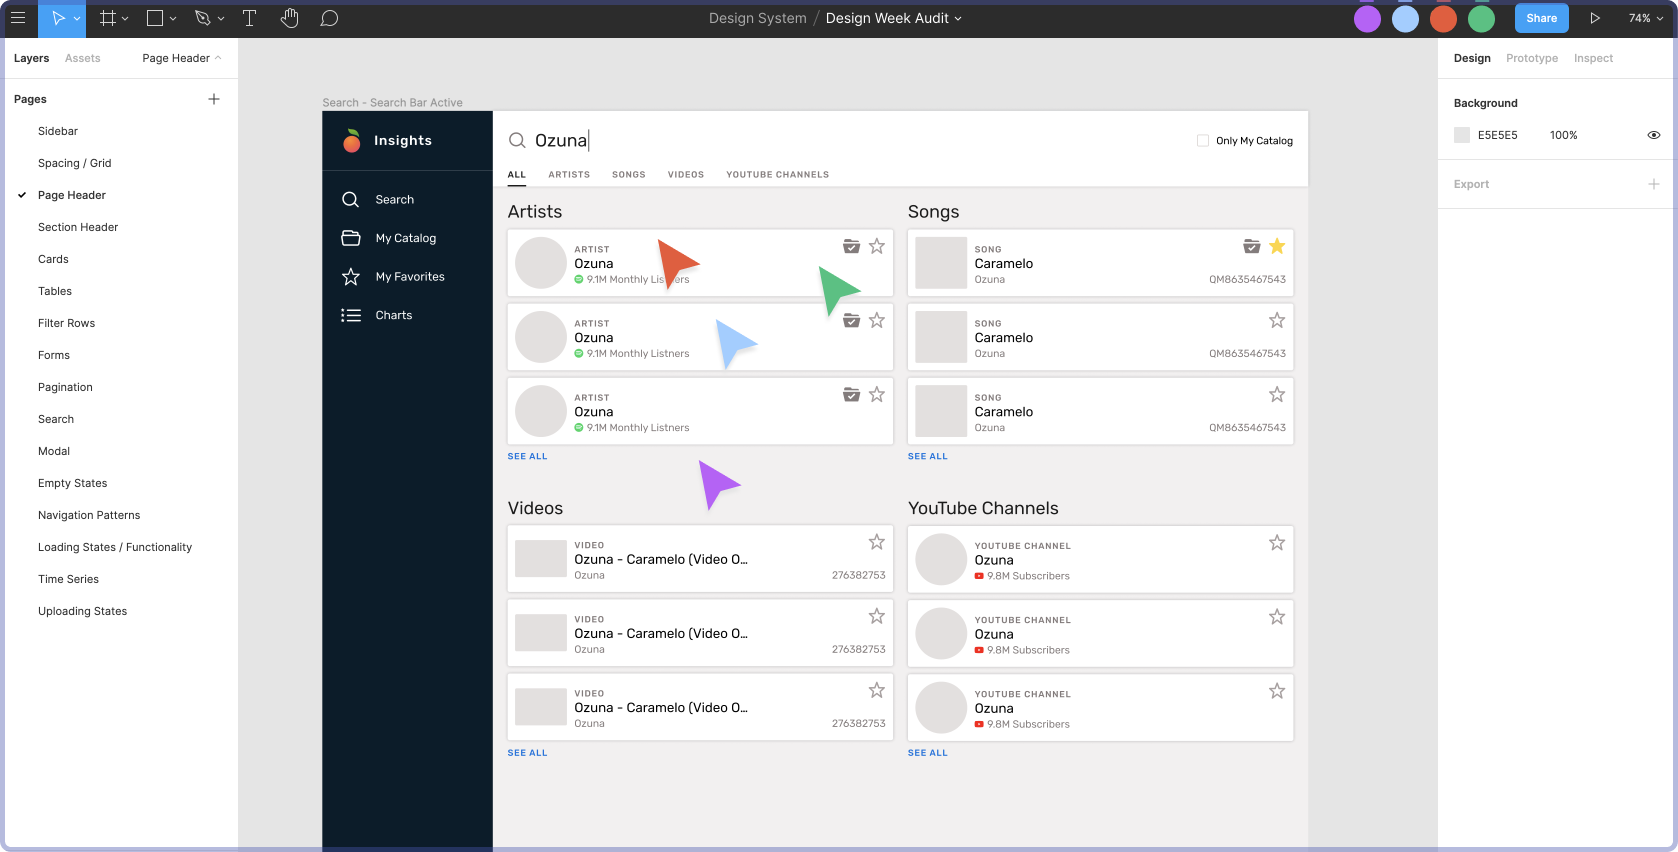 Design System / Design Week Audit
Share
74%
Layers
Assets
Page Header
Pages
Sidebar
Spacing / Grid
Page Header
Section Header
Cards
Tables
Filter Rows
Forms
Pagination
Search
Modal
Empty States
Navigation Patterns
Loading States / Functionality
Time Series
Uploading States
Search - Search Bar Active
Insights
Search
My Catalog
My Favorites
Charts
Ozuna
Only My Catalog
ALL
ARTISTS
SONGS
VIDEOS
YOUTUBE CHANNELS
Artists
ARTIST
Ozuna
9.1M Monthly Lis ers
ARTIST
Ozuna
9.1M Monthly Listners
ARTIST
Ozuna
9.1M Monthly Listners
SEE ALL
Songs
SONG
Caramelo
Ozuna
QM8635467543
SONG
Caramelo
Ozuna
QM8635467543
SONG
Caramelo
Ozuna
QM8635467543
SEE ALL
Videos
VIDEO
Ozuna - Caramelo (Video O...
Ozuna
276382753
VIDEO
Ozuna - Caramelo (Video O...
Ozuna
276382753
VIDEO
Ozuna - Caramelo (Video O...
Ozuna
276382753
SEE ALL
YouTube Channels
YOUTUBE CHANNEL
Ozuna
9.8M Subscribers
YOUTUBE CHANNEL
Ozuna
9.8M Subscribers
YOUTUBE CHANNEL
Ozuna
9.8M Subscribers
SEE ALL
Design
Prototype
Inspect
Background
E5E5E5
100%
Export